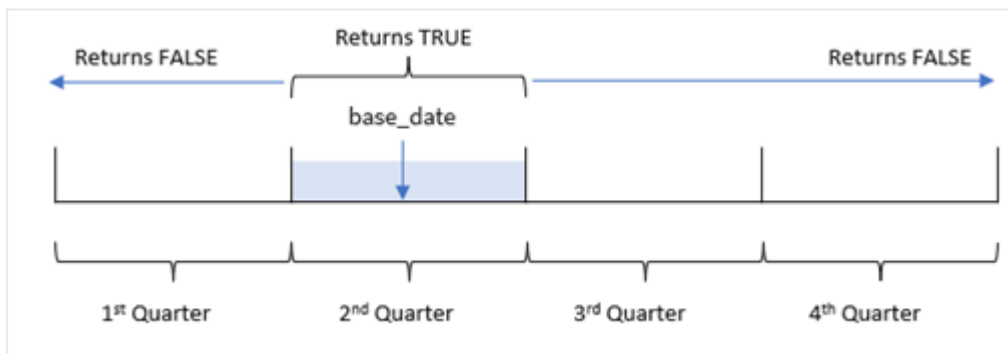 Returns TRUE
Returns FALSE
Returns FALSE
base_date
1st Quarter
2nd Quarter
3rd Quarter
4th Quarter